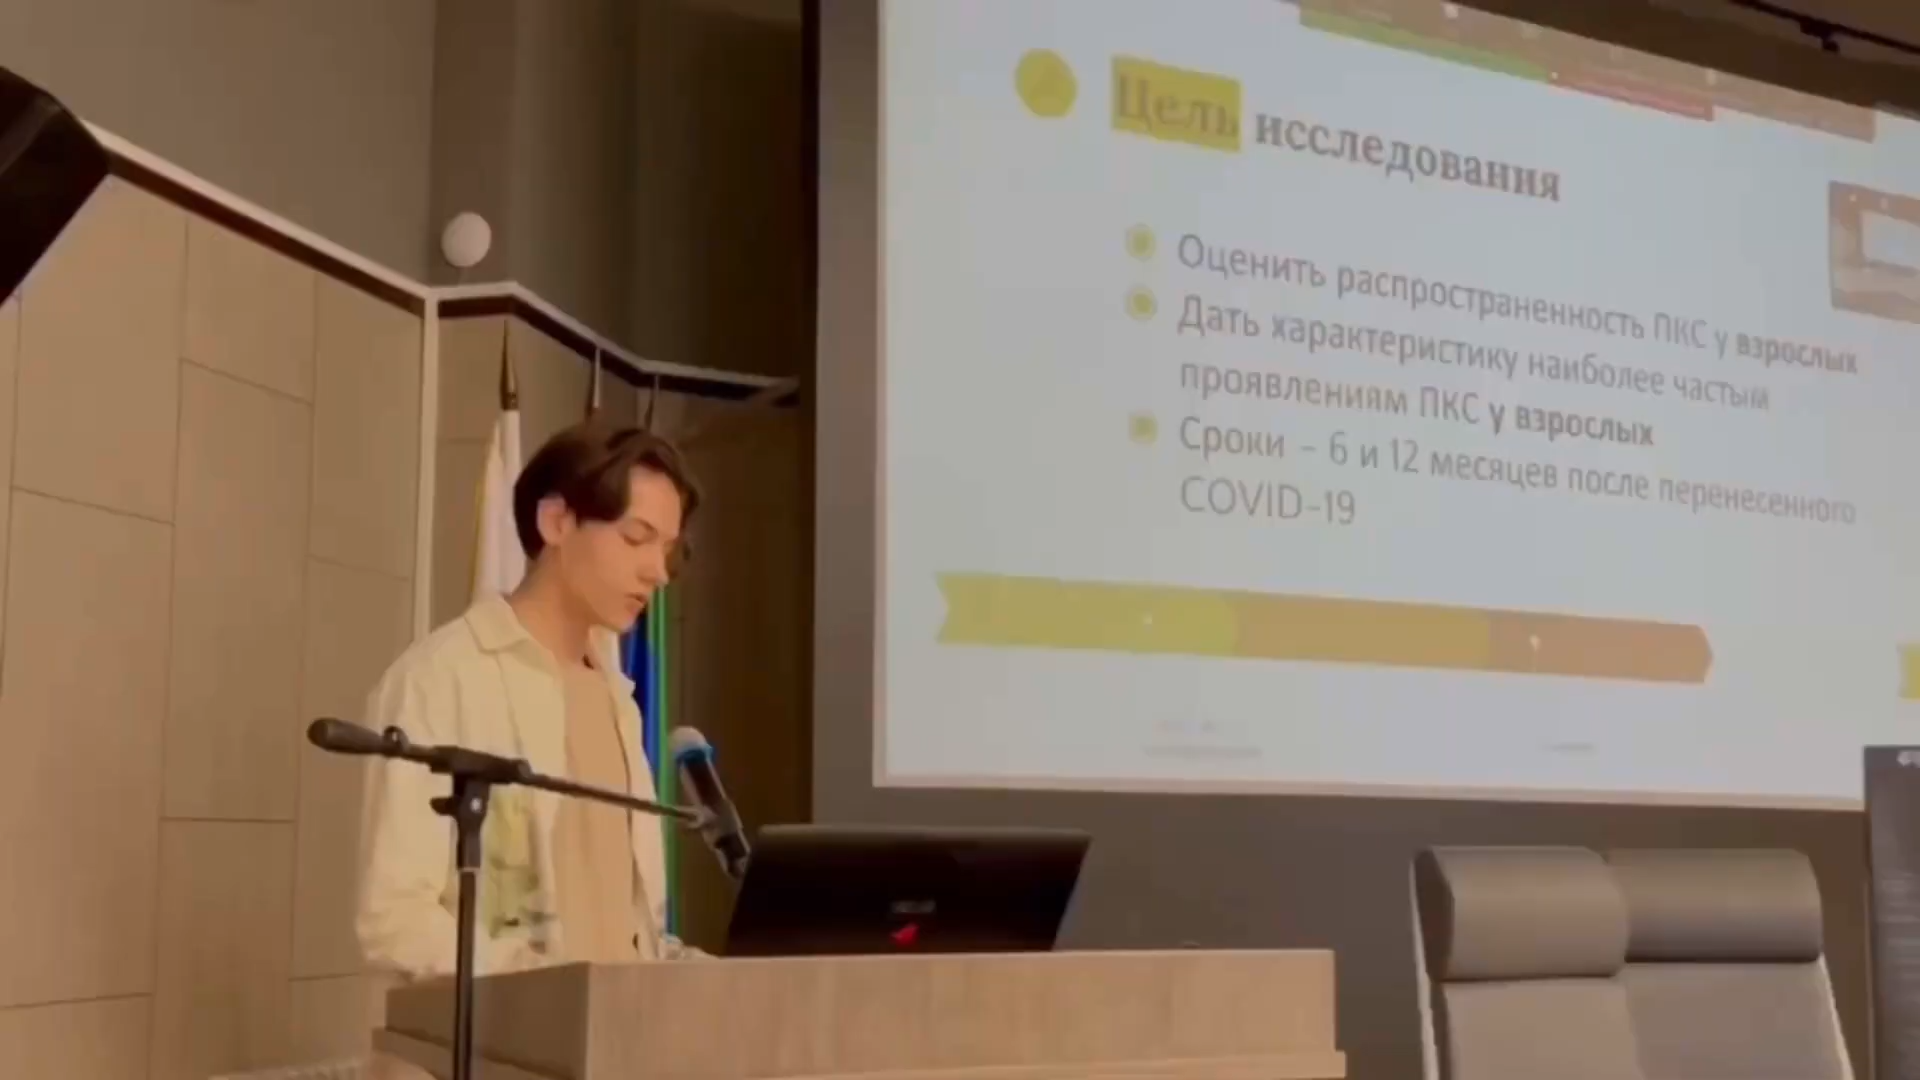 Цель исследования
Оценить распространенность ПКС у взрослых
Дать характеристику наиболее частым
проявлениям ПКС у взрослых
Сроки – 6 и 12 месяцев после перенесенного
COVID-19